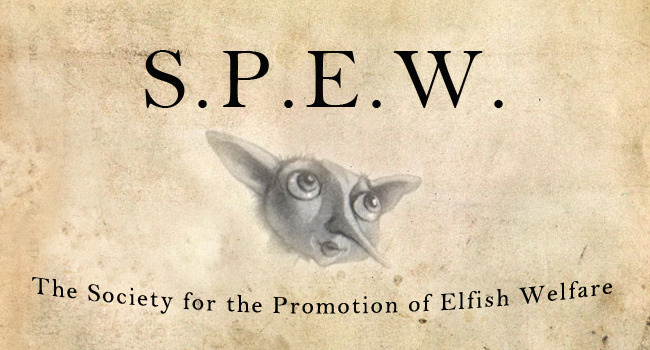 S.P.E.W.
The Society for the Promotion of Elfish Welfare